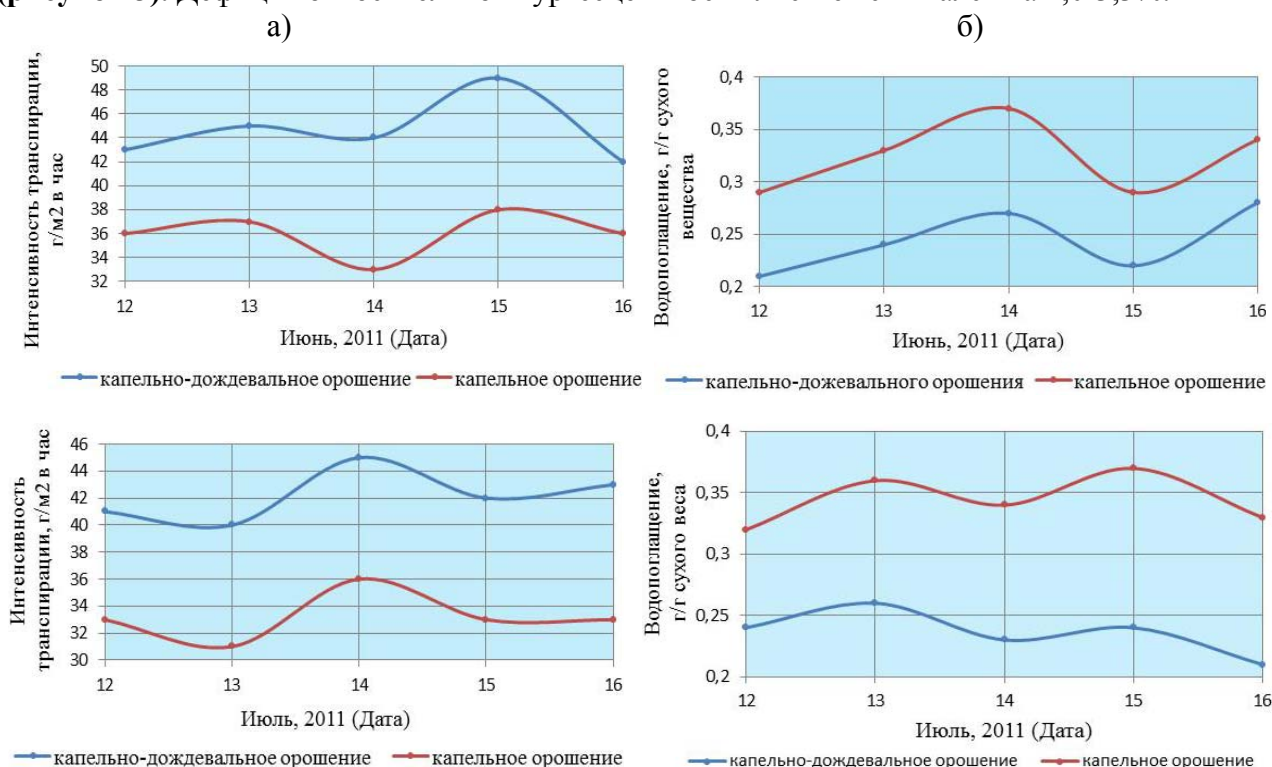 а)
б)
Интенсивность транспирации,
г/м2 в час
50
48
46
44
42
40
38
36
34
32
12
13
14
15
16
Июнь, 2011 (Дата)
капельно-дождевальное орошение
капельное орошение
Водопоглащение, г/г сухого
вещества
0,4
0,35
0,3
0,25
0,2
12
13
14
15
16
Июнь, 2011 (Дата)
капельно-дожевального орошения
капельное орошение
Интенсивность
транспирации, г/м2 в час
46
44
42
40
38
36
34
32
30
12
13
14
15
16
Июль, 2011 (Дата)
капельно-дождевальное орошение
капельное орошение
Водопоглащение,
г/г сухого веса
0,4
0,35
0,3
0,25
0,2
12
13
14
15
16
Июль, 2011 (Дата)
капельно-дождевальное орошение
капельное орошение